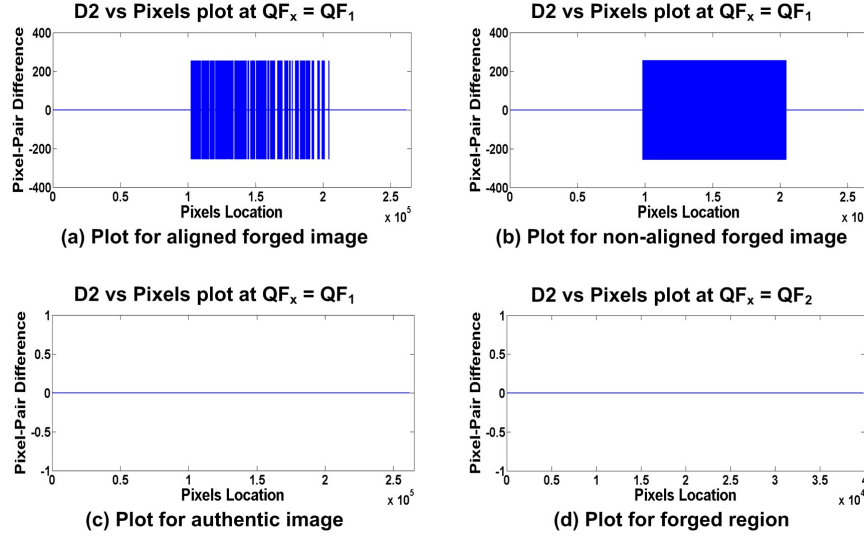 D2 vs Pixels plot at QFₓ = QF₁
Pixel-Pair Difference
400
200
0
-200
-400
0 0.5 1 1.5 2 2.5
Pixels Location
x 10⁵
(a) Plot for aligned forged image
D2 vs Pixels plot at QFₓ = QF₁
Pixel-Pair Difference
400
200
0
-200
-400
0 0.5 1 1.5 2 2.5
Pixels Location
x 10
(b) Plot for non-aligned forged image
D2 vs Pixels plot at QFₓ = QF₁
Pixel-Pair Difference
1
0.5
0
-0.5
-1
0 0.5 1 1.5 2 2.5
Pixels Location
x 10⁵
(c) Plot for authentic image
D2 vs Pixels plot at QFₓ = QF₂
Pixel-Pair Difference
1
0.5
0
-0.5
-1
0 0.5 1 1.5 2 2.5 3 3.5 4
Pixels Location
x 10⁴
(d) Plot for forged region